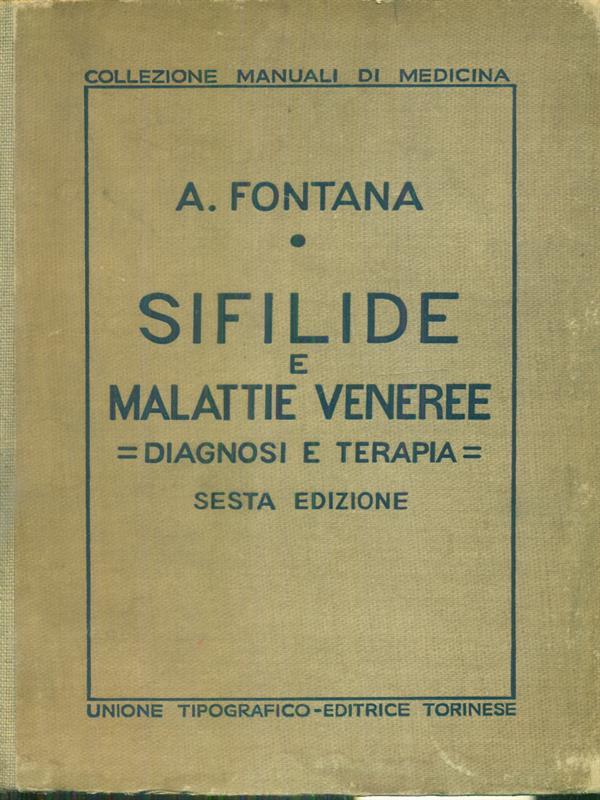 COLLEZIONE MANUALI DI MEDICINA
A. FONTANA
•
SIFILIDE
E
MALATTIE VENEREE
= DIAGNOSI E TERAPIA =
SESTA EDIZIONE
UNIONE TIPOGRAFICO-EDITRICE TORINESE